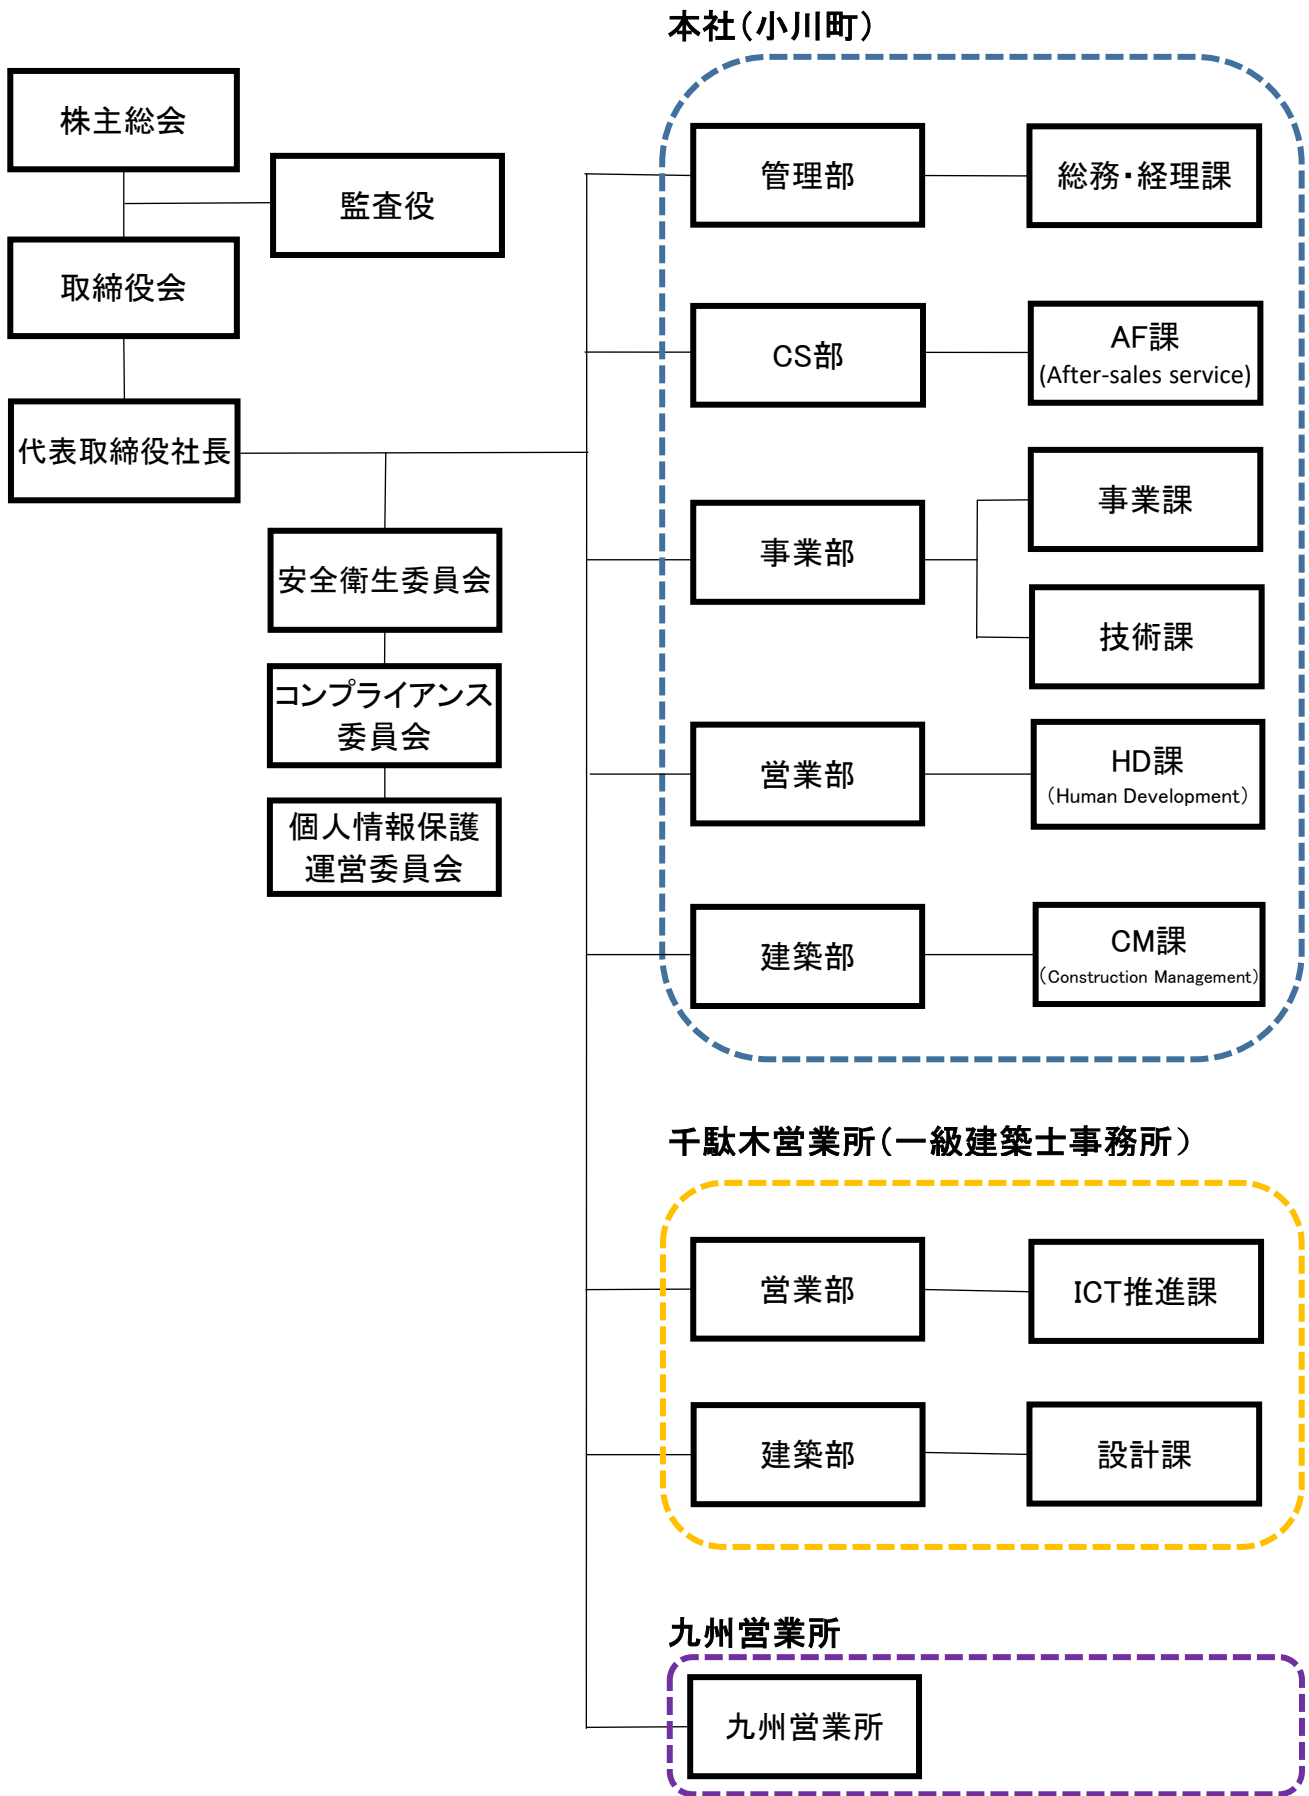 株主総会
監査役
取締役会
代表取締役社長
安全衛生委員会
コンプライアンス
委員会
個人情報保護
運営委員会
本社(小川町)
管理部
総務・経理課
CS部
AF課
(After-sales service)
事業部
事業課
技術課
営業部
HD課
(Human Development)
建築部
CM課
(Construction Management)
千駄木営業所(一級建築士事務所)
営業部
ICT推進課
建築部
設計課
九州営業所
九州営業所